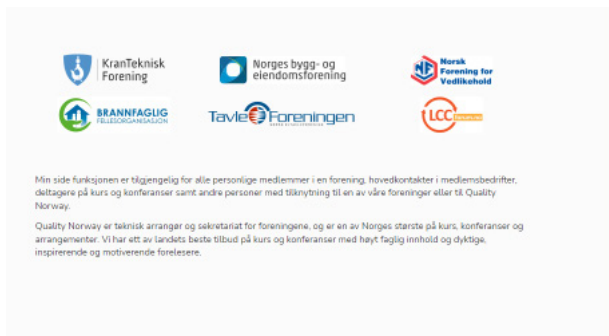 KranTeknisk
Forening
Norges bygg- og
eiendomsforening
Norsk
Forening for
Vedlikehold
BRANNFAGLIG
FELLESORGANISASJON
TavleForeningen
LCC
Min side funksjonen er tilgjengelig for alle personlige medlemmer i en forening, hovedkontakter i medlemsbedrifter,
deltagere på kurs og konferanser samt andre personer med tilknytning til en av våre foreninger eller til Quality
Norway.
Quality Norway er teknisk arrangør og sekretariat for foreningene, og er en av Norges største på kurs, konferanser og
arrangementer. Vi har ett av landets beste tilbud på kurs og konferanser med høyt faglig innhold og dyktige,
inspirerende og motiverende forelesere.